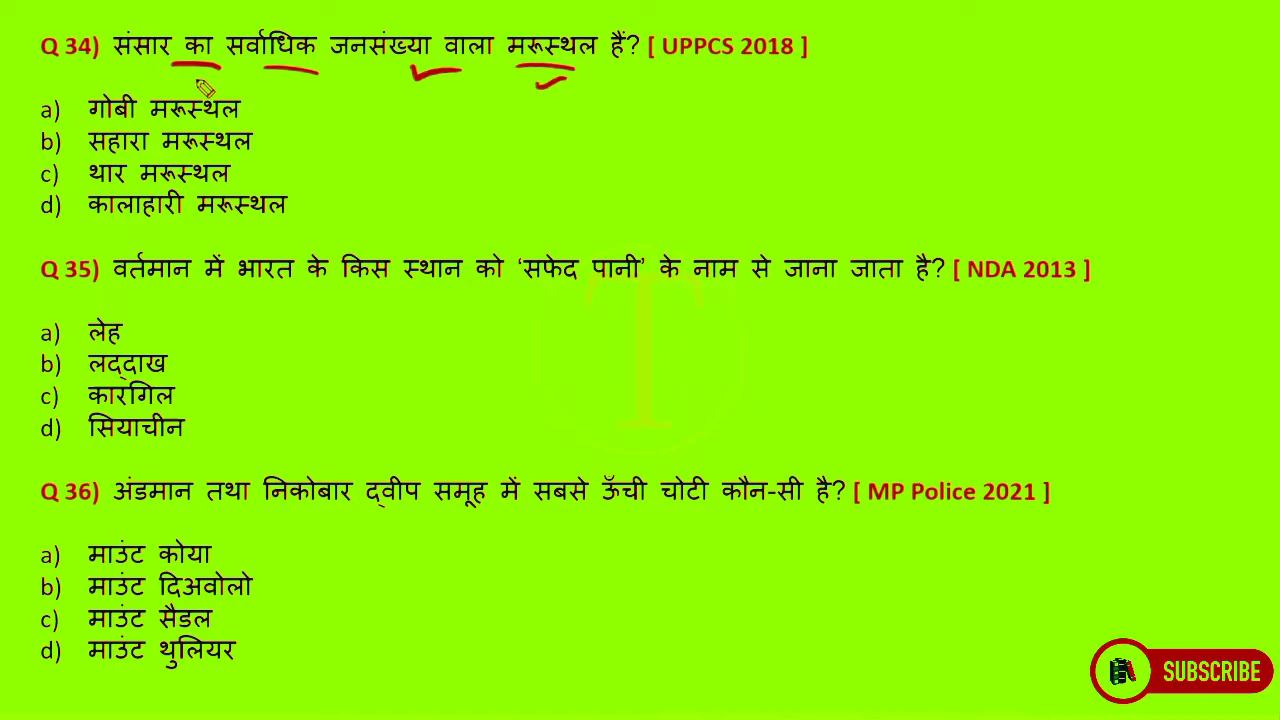 Q 34) संसार का सर्वाधिक जनसंख्या वाला मरूस्थल हैं? [ UPPCS 2018 ]
a) गोबी मरूस्थल
b) सहारा मरूस्थल
c) थार मरूस्थल
d) कालाहारी मरूस्थल
Q 35) वर्तमान में भारत के किस स्थान को ‘सफेद पानी’ के नाम से जाना जाता है? [ NDA 2013 ]
a) लेह
b) लद्दाख
c) कारगिल
d) सियाचीन
Q 36) अंडमान तथा निकोबार द्वीप समूह में सबसे ऊँची चोटी कौन-सी है? [ MP Police 2021 ]
a) माउंट कोया
b) माउंट दिअवोलो
c) माउंट सैडल
d) माउंट थुलियर
T
SUBSCRIBE